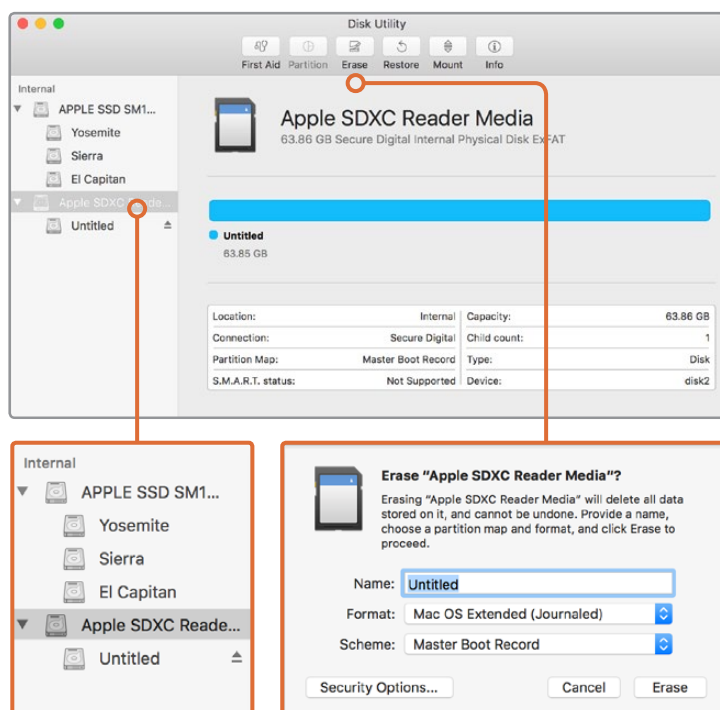 Disk Utility
First Aid Partition Erase Restore Mount Info
Internal
APPLE SSD SM1...
Yosemite
Sierra
El Capitan
Apple SDXC Reade...
Untitled
Apple SDXC Reader Media
63.86 GB Secure Digital Internal Physical Disk ExFAT
Untitled
63.85 GB
Location: Internal Capacity: 63.86 GB
Connection: Secure Digital Child count: 1
Partition Map: Master Boot Record Type: Disk
S.M.A.R.T. status: Not Supported Device: disk2
Internal
APPLE SSD SM1...
Yosemite
Sierra
El Capitan
Apple SDXC Reade...
Untitled
Erase "Apple SDXC Reader Media"?
Erasing "Apple SDXC Reader Media" will delete all data
stored on it, and cannot be undone. Provide a name,
choose a partition map and format, and click Erase to
proceed.
Name: Untitled
Format: Mac OS Extended (Journaled)
Scheme: Master Boot Record
Security Options... Cancel Erase